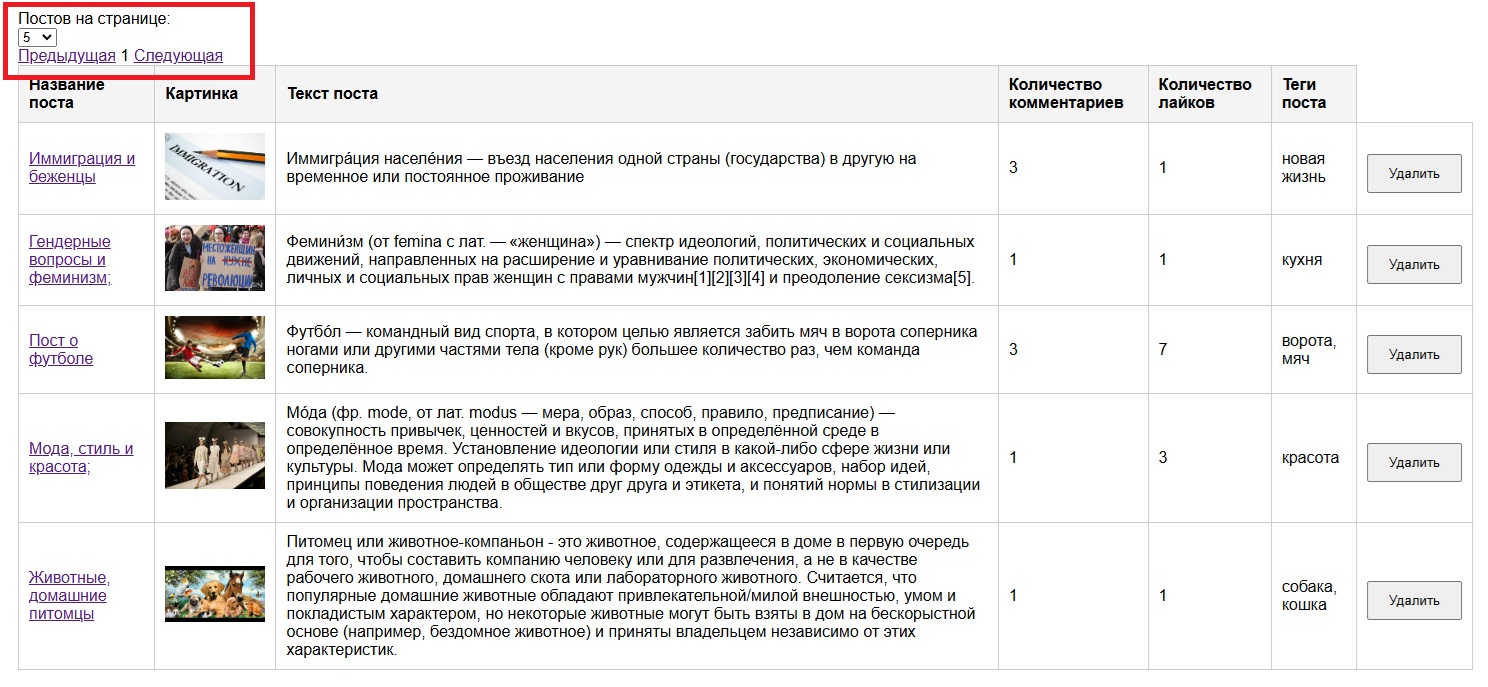 Постов на странице:
5
Предыдущая 1 Следующая
Название
поста
Картинка
Текст поста
Количество
комментариев
Количество
лайков
Теги
поста
Иммиграция и
беженцы
IMMIGRATION
Иммигра́ция населе́ния — въезд населения одной страны (государства) в другую на
временное или постоянное проживание
3
1
новая
жизнь
Удалить
Гендерные
вопросы и
феминизм;
МЕСТО ЖЕНЩИН
НА КУХНЕ
РЕВОЛЮЦИИ
Фемини́зм (от femina с лат. — «женщина») — спектр идеологий, политических и социальных
движений, направленных на расширение и уравнивание политических, экономических,
личных и социальных прав женщин с правами мужчин[1][2][3][4] и преодоление сексизма[5].
1
1
кухня
Удалить
Пост о
футболе
Футбо́л — командный вид спорта, в котором целью является забить мяч в ворота соперника
ногами или другими частями тела (кроме рук) большее количество раз, чем команда
соперника.
3
7
ворота,
мяч
Удалить
Мода, стиль и
красота;
Мо́да (фр. mode, от лат. modus — мера, образ, способ, правило, предписание) —
совокупность привычек, ценностей и вкусов, принятых в определённой среде в
определённое время. Установление идеологии или стиля в какой-либо сфере жизни или
культуры. Мода может определять тип или форму одежды и аксессуаров, набор идей,
принципы поведения людей в обществе друг друга и этикета, и понятий нормы в стилизации
и организации пространства.
1
3
красота
Удалить
Животные,
домашние
питомцы
Питомец или животное-компаньон - это животное, содержащееся в доме в первую очередь
для того, чтобы составить компанию человеку или для развлечения, а не в качестве
рабочего животного, домашнего скота или лабораторного животного. Считается, что
популярные домашние животные обладают привлекательной/милой внешностью, умом и
покладистым характером, но некоторые животные могут быть взяты в дом на бескорыстной
основе (например, бездомное животное) и приняты владельцем независимо от этих
характеристик.
1
1
собака,
кошка
Удалить